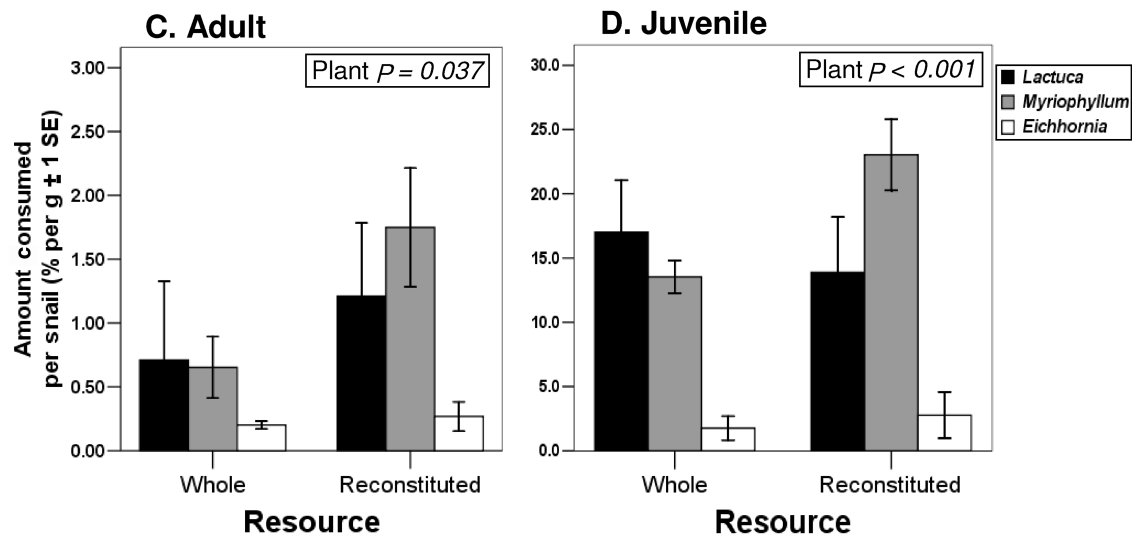 C. Adult
Plant P = 0.037
Amount consumed
per snail (% per g ± 1 SE)
3.00
2.50
2.00
1.50
1.00
0.50
0.00
Whole
Reconstituted
Resource
D. Juvenile
Plant P < 0.001
30.0
25.0
20.0
15.0
10.0
5.0
0.0
Whole
Reconstituted
Resource
Lactuca
Myriophyllum
Eichhornia